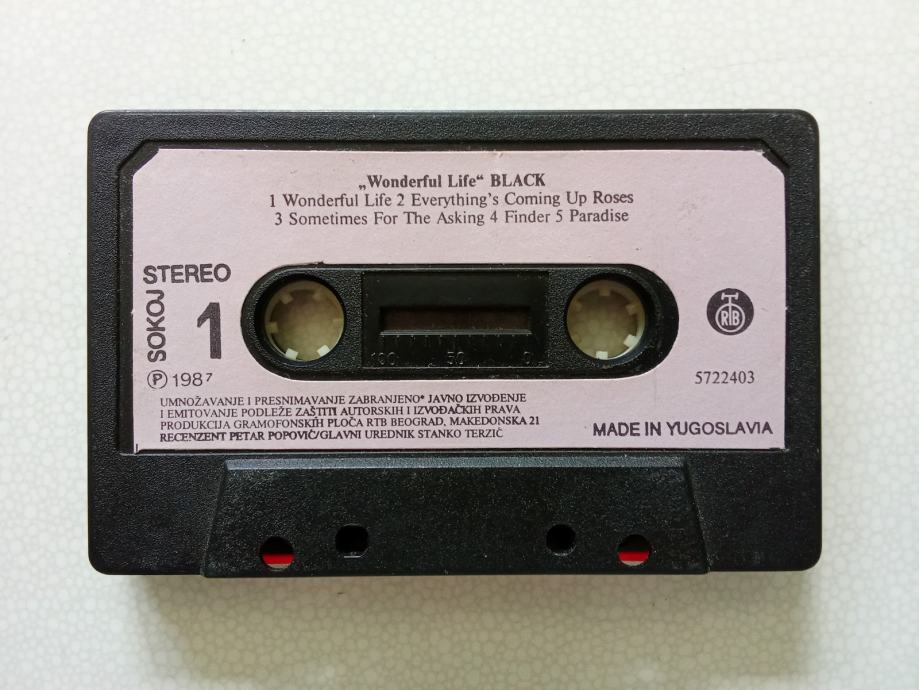 „Wonderful Life“ BLACK
1 Wonderful Life 2 Everything's Coming Up Roses
3 Sometimes For The Asking 4 Finder 5 Paradise
STEREO
SOKOJ
1
Ⓟ 1987
100 50 0
RTB
5722403
UMNOŽAVANJE I PRESNIMAVANJE ZABRANJENO* JAVNO IZVOĐENJE
I EMITOVANJE PODLEŽE ZAŠTITI AUTORSKIH I IZVOĐAČKIH PRAVA
PRODUKCIJA GRAMOFONSKIH PLOČA RTB BEOGRAD, MAKEDONSKA 21
RECENZENT PETAR POPOVIĆ/GLAVNI UREDNIK STANKO TERZIĆ
MADE IN YUGOSLAVIA